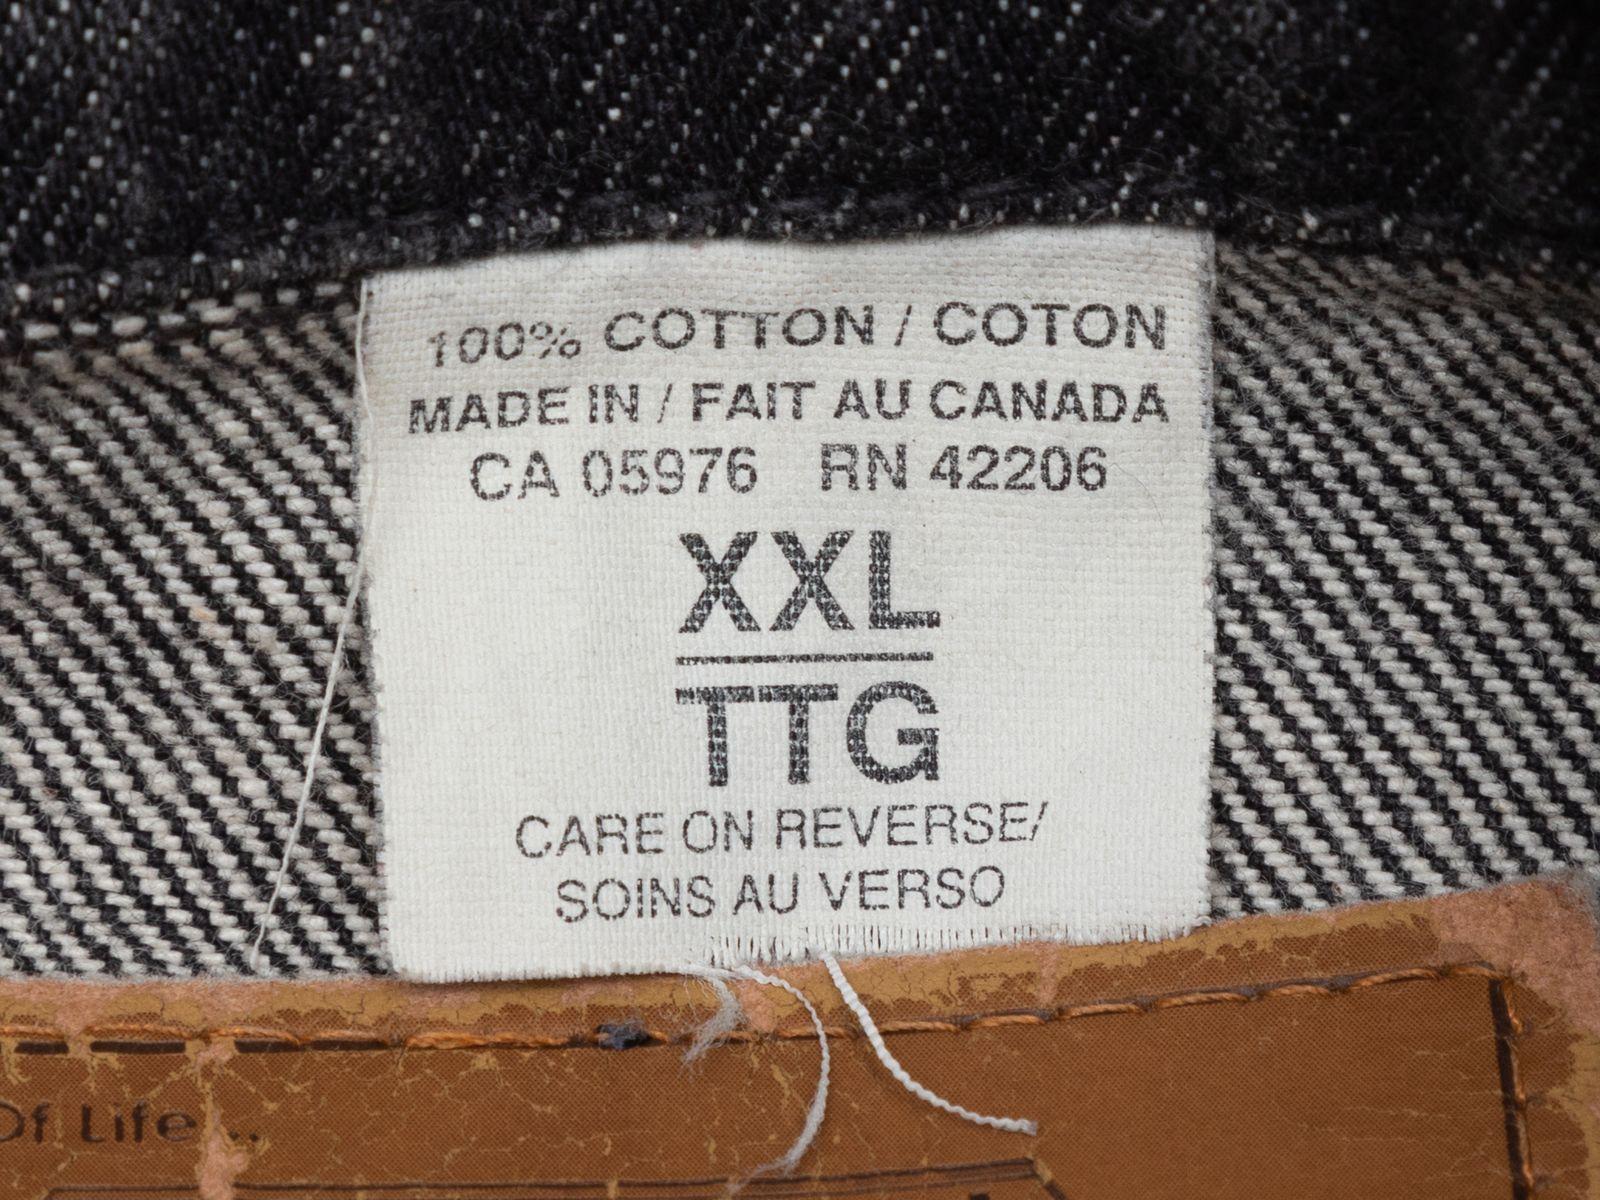 100% COTTON / COTON
MADE IN / FAIT AU CANADA
CA 05976 RN 42206
XXL
TTG
CARE ON REVERSE/
SOINS AU VERSO
Of Life...